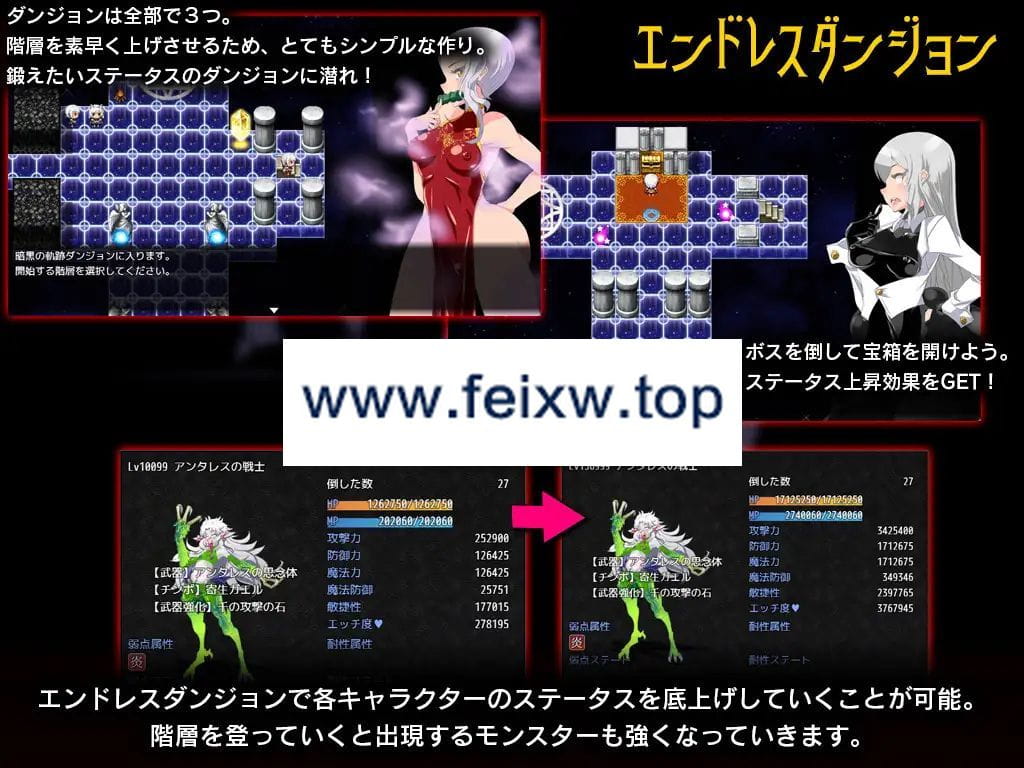 ダンジョンは全部で３つ。
階層を素早く上げさせるため、とてもシンプルな作り。
鍛えたいステータスのダンジョンに潜れ！
エンドレスダンジョン
暗黒の軌跡ダンジョンに入ります。
開始する階層を選択してください。
ボスを倒して宝箱を開けよう。
ステータス上昇効果をGET！
www.feixw.top
Lv10099 アンタレスの戦士
倒した数 27
HP 1262750/1262750
MP 202060/202060
攻撃力 252900
防御力 126425
魔法力 126425
魔法防御 25751
敏捷性 177015
エッチ度♥ 278195
【武器】アンタレスの思念体
【チンポ】寄生カエル
【武器強化】千の攻撃の石
弱点属性
炎
耐性属性
アンタレスの戦士
倒した数 27
HP 17125250/17125250
MP 2740060/2740060
攻撃力 3425400
防御力 1712675
魔法力 1712675
魔法防御 349346
敏捷性 2397765
エッチ度♥ 3767945
【武器】アンタレスの思念体
【チンポ】寄生カエル
【武器強化】千の攻撃の石
弱点属性
炎
耐性属性
弱点ステート
耐性ステート
エンドレスダンジョンで各キャラクターのステータスを底上げしていくことが可能。
階層を登っていくと出現するモンスターも強くなっていきます。